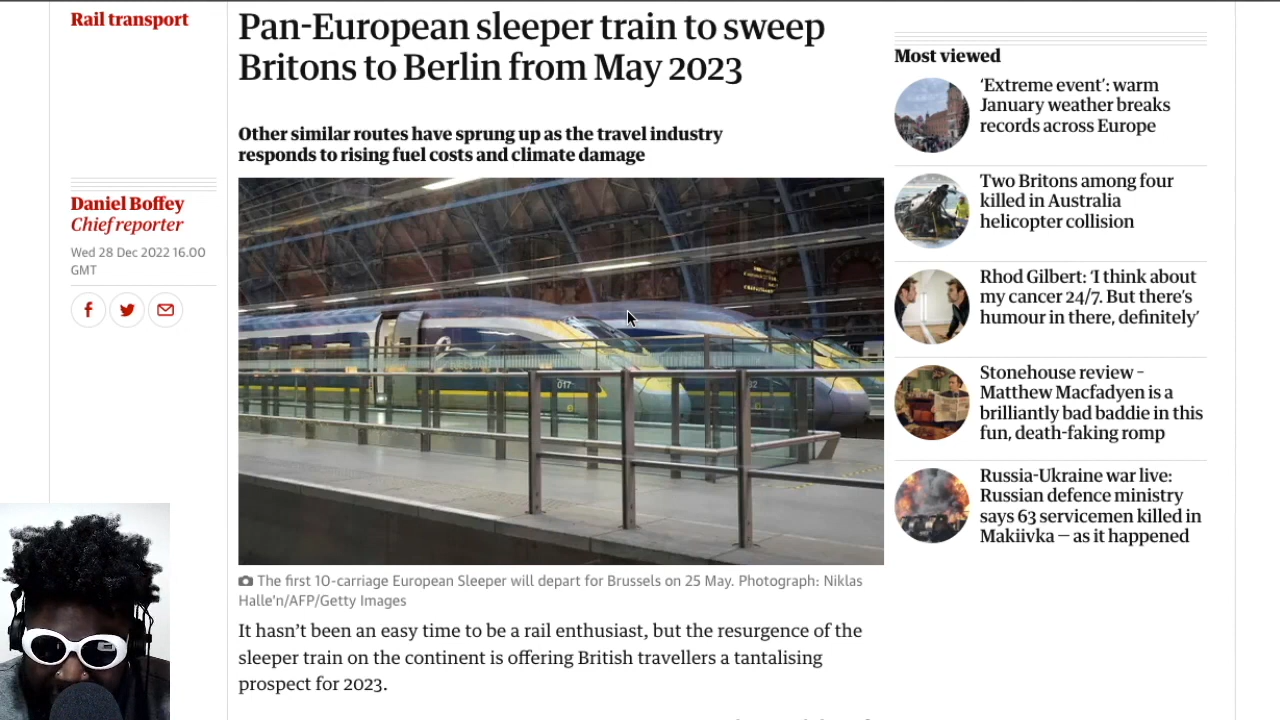 Rail transport
Pan-European sleeper train to sweep
Britons to Berlin from May 2023
Other similar routes have sprung up as the travel industry
responds to rising fuel costs and climate damage
Daniel Boffey
Chief reporter
Wed 28 Dec 2022 16.00
GMT
017
The first 10-carriage European Sleeper will depart for Brussels on 25 May. Photograph: Niklas
Halle'n/AFP/Getty Images
It hasn’t been an easy time to be a rail enthusiast, but the resurgence of the
sleeper train on the continent is offering British travellers a tantalising
prospect for 2023.
Most viewed
‘Extreme event’: warm
January weather breaks
records across Europe
Two Britons among four
killed in Australia
helicopter collision
Rhod Gilbert: ‘I think about
my cancer 24/7. But there’s
humour in there, definitely’
Stonehouse review –
Matthew Macfadyen is a
brilliantly bad baddie in this
fun, death-faking romp
Russia-Ukraine war live:
Russian defence ministry
says 63 servicemen killed in
Makiivka – as it happened